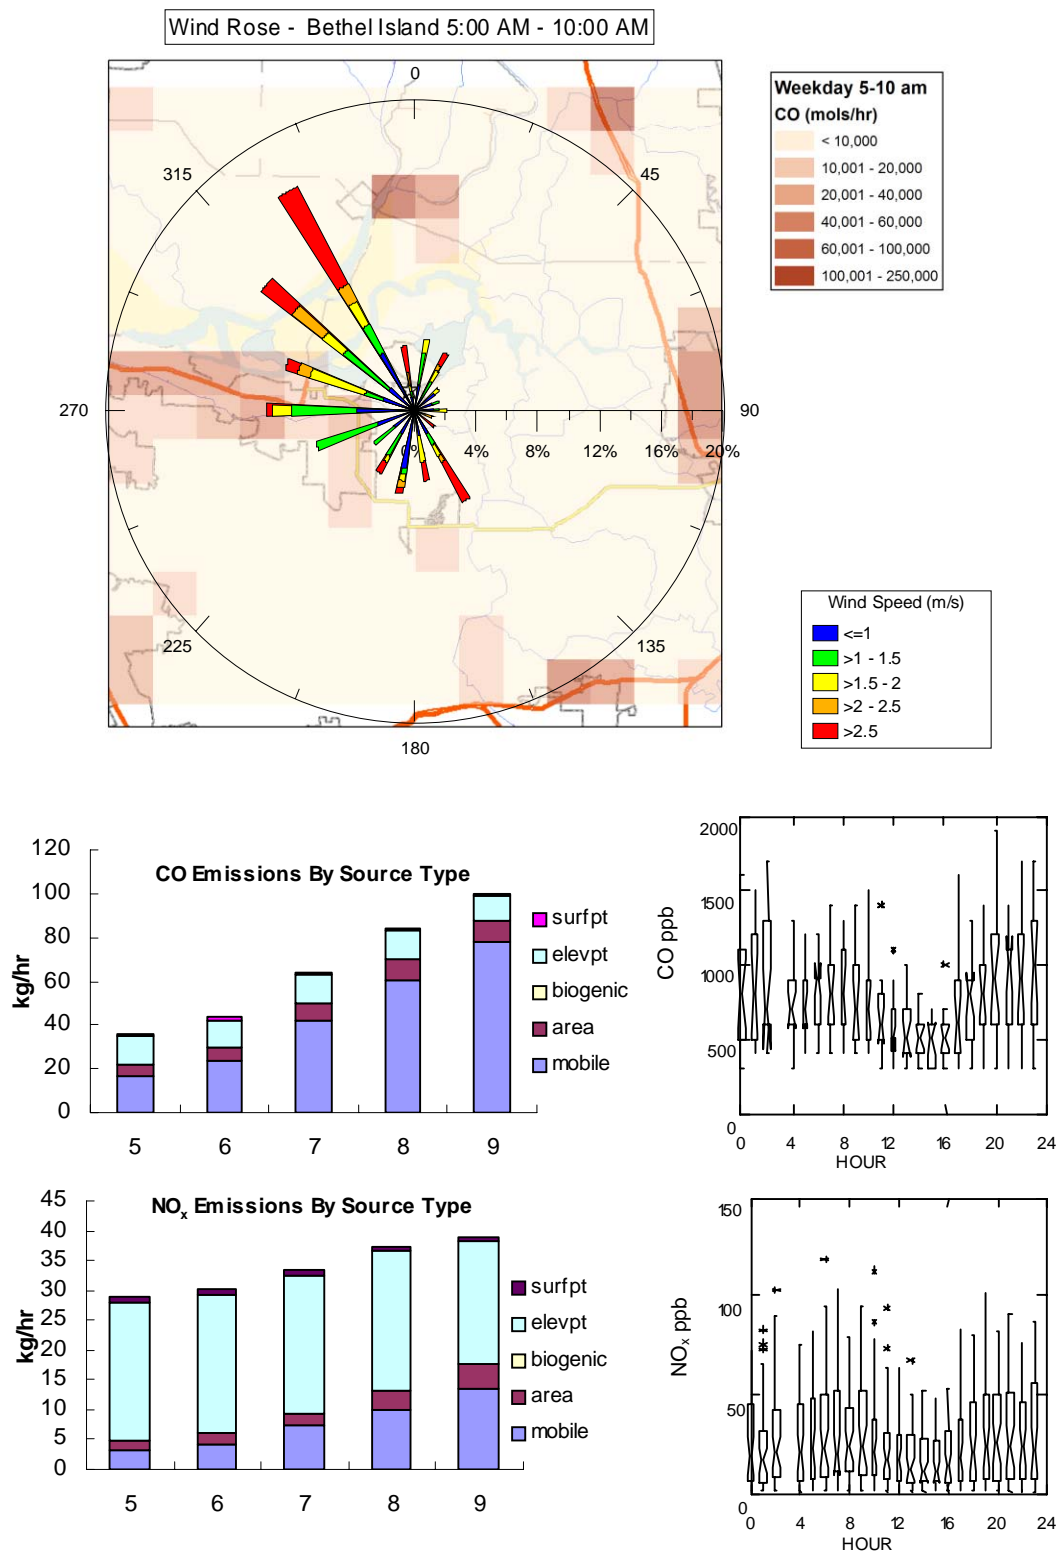 Wind Rose - Bethel Island 5:00 AM - 10:00 AM
0
45
90
135
180
225
270
315
0%
4%
8%
12%
16%
20%
Weekday 5-10 am
CO (mols/hr)
< 10,000
10,001 - 20,000
20,001 - 40,000
40,001 - 60,000
60,001 - 100,000
100,001 - 250,000
Wind Speed (m/s)
<=1
>1 - 1.5
>1.5 - 2
>2 - 2.5
>2.5
CO Emissions By Source Type
kg/hr
120
100
80
60
40
20
0
5 6 7 8 9
surfpt
elevpt
biogenic
area
mobile
CO ppb
2000
1500
1000
500
0
0 4 8 12 16 20 24
HOUR
NOx Emissions By Source Type
kg/hr
45
40
35
30
25
20
15
10
5
0
5 6 7 8 9
surfpt
elevpt
biogenic
area
mobile
NOx ppb
150
100
50
0
0 4 8 12 16 20 24
HOUR